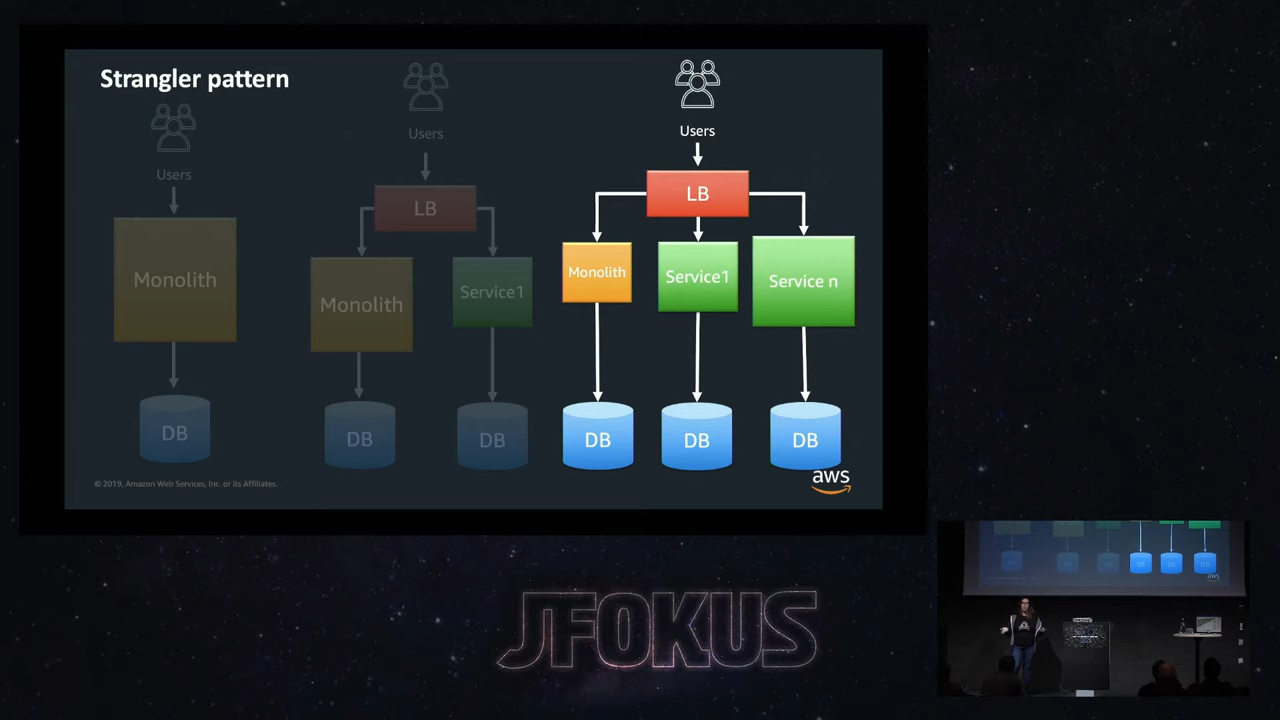 Strangler pattern
Users
Monolith
DB
Users
LB
Monolith
Service1
DB
DB
Users
LB
Monolith
Service1
Service n
DB
DB
DB
© 2019, Amazon Web Services, Inc. or its Affiliates.
aws
JFOKUS